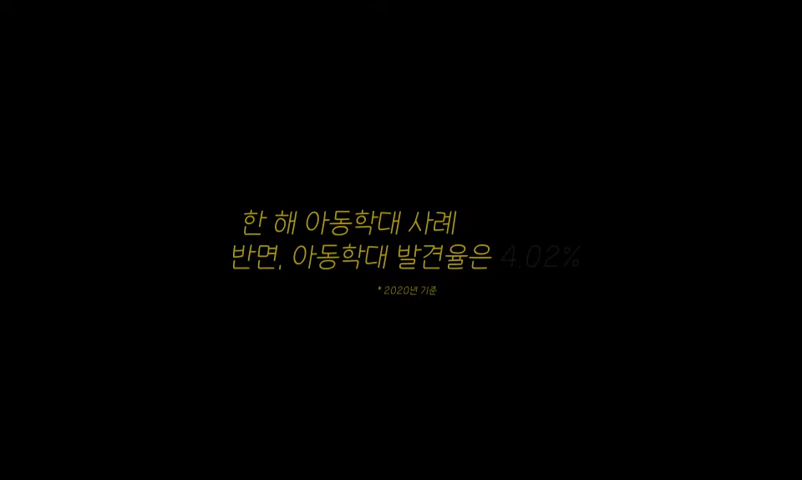 한 해 아동학대 사례
반면, 아동학대 발견율은 4.02%
* 2020년 기준